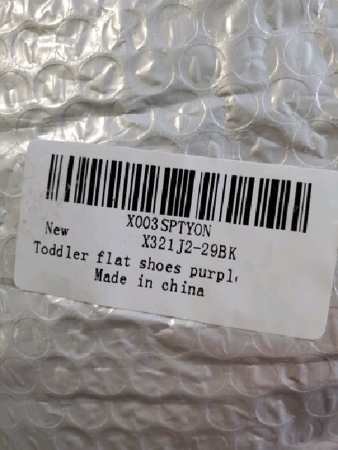 X003SPTYON
New X321J2-29BK
Toddler flat shoes purpl
Made in china